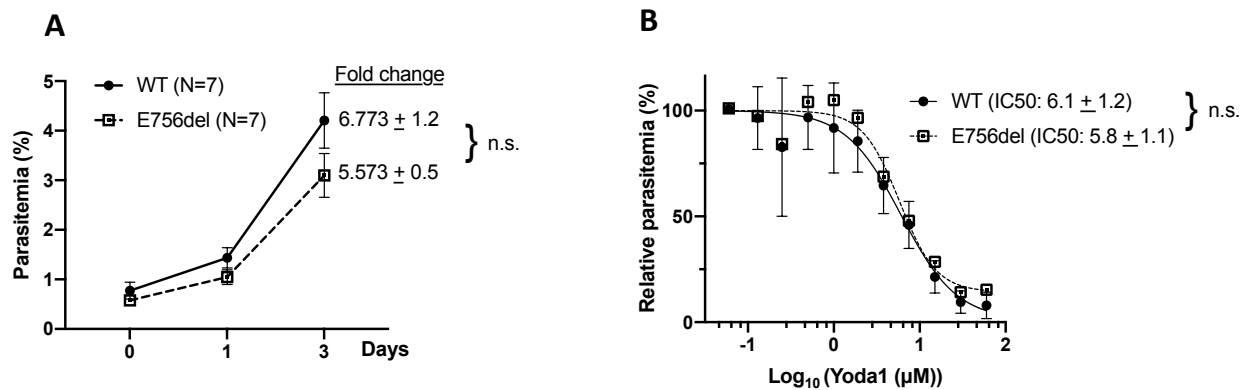 A
WT (N=7)
E756del (N=7)
Fold change
6.773 ± 1.2
5.573 ± 0.5
} n.s.
Parasitemia (%)
5
4
3
2
1
0
0 1 3 Days
B
WT (IC50: 6.1 ± 1.2)
E756del (IC50: 5.8 ± 1.1)
} n.s.
Relative parasitemia (%)
100
50
0
-1 0 1 2
Log10 (Yoda1 (µM))